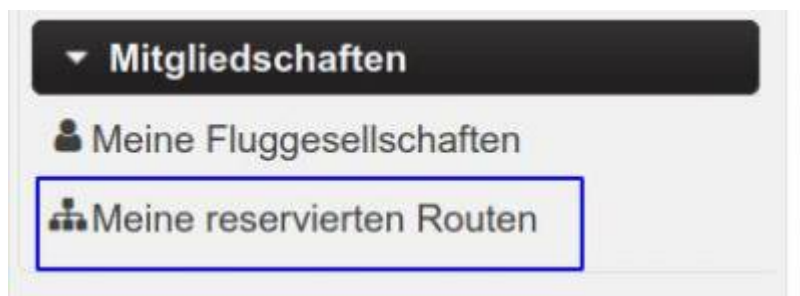 Mitgliedschaften
Meine Fluggesellschaften
Meine reservierten Routen